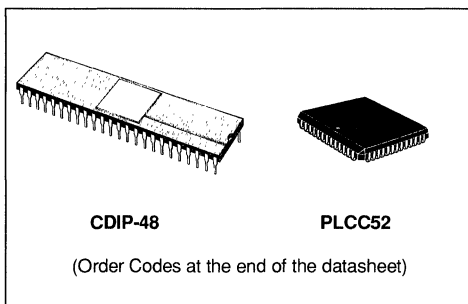 CDIP-48
PLCC52
(Order Codes at the end of the datasheet)